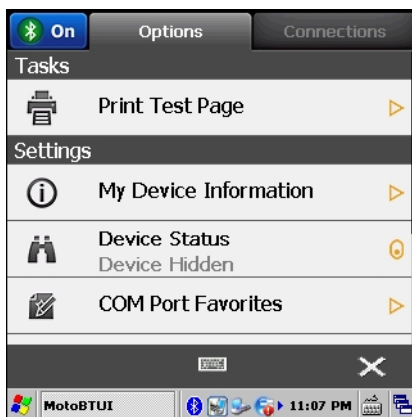 On Options Connections
Tasks
Print Test Page
Settings
My Device Information
Device Status
Device Hidden
COM Port Favorites
MotoBTUI 11:07 PM